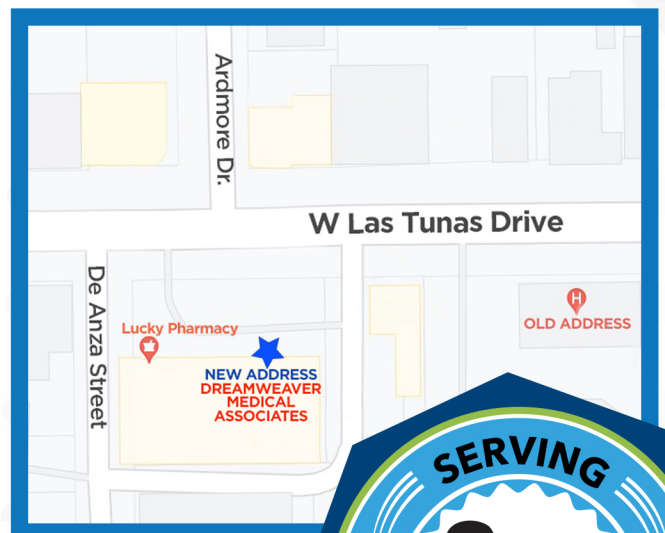 Ardmore Dr.
W Las Tunas Drive
De Anza Street
Lucky Pharmacy
NEW ADDRESS
DREAMWEAVER
MEDICAL
ASSOCIATES
H
OLD ADDRESS
SERVING